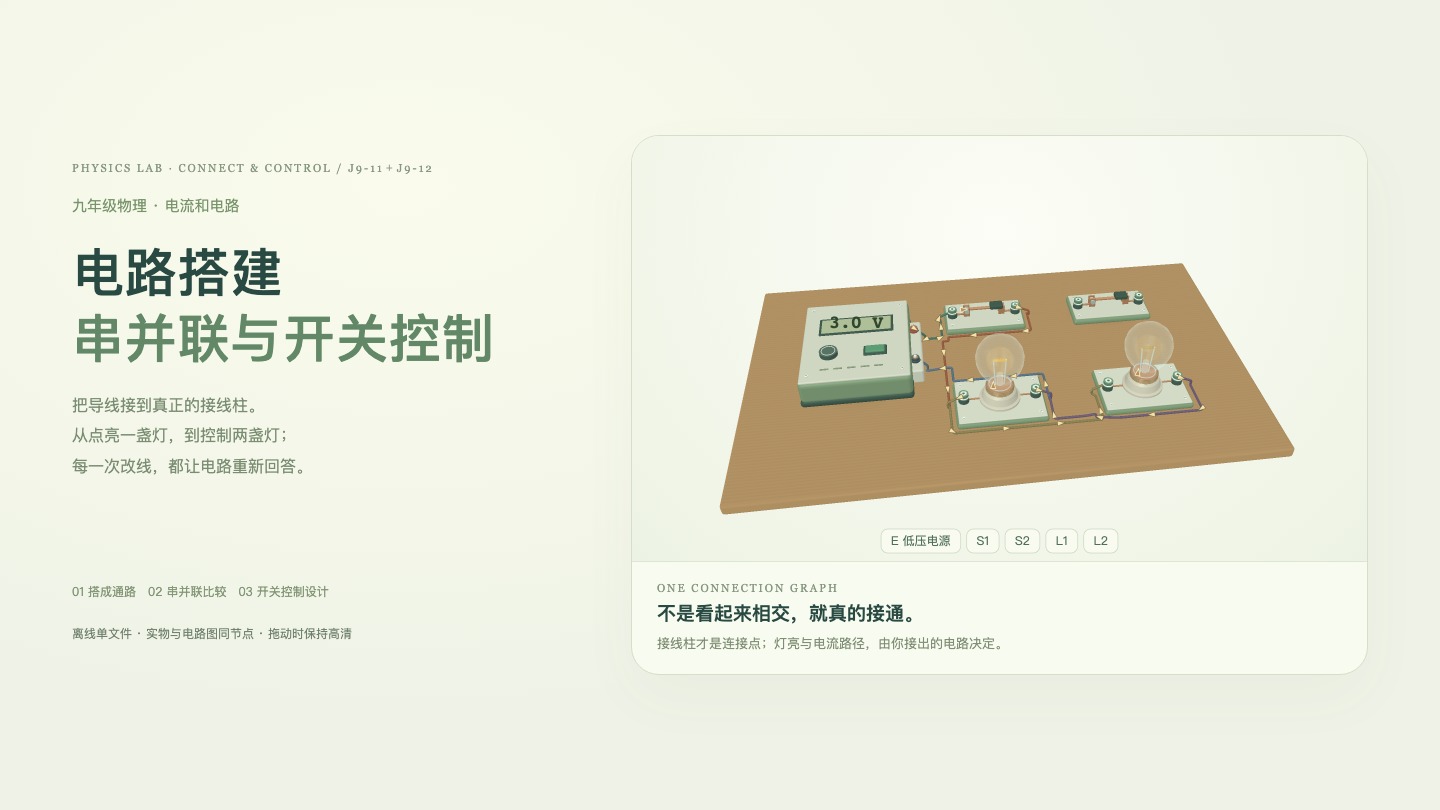 PHYSICS LAB · CONNECT & CONTROL / J9-11+J9-12
九年级物理 · 电流和电路
电路搭建
串并联与开关控制
把导线接到真正的接线柱。
从点亮一盏灯，到控制两盏灯；
每一次改线，都让电路重新回答。
01 搭成通路 02 串并联比较 03 开关控制设计
离线单文件 · 实物与电路图同节点 · 拖动时保持高清
3.0 V
E 低压电源 S1 S2 L1 L2
ONE CONNECTION GRAPH
不是看起来相交，就真的接通。
接线柱才是连接点；灯亮与电流路径，由你接出的电路决定。